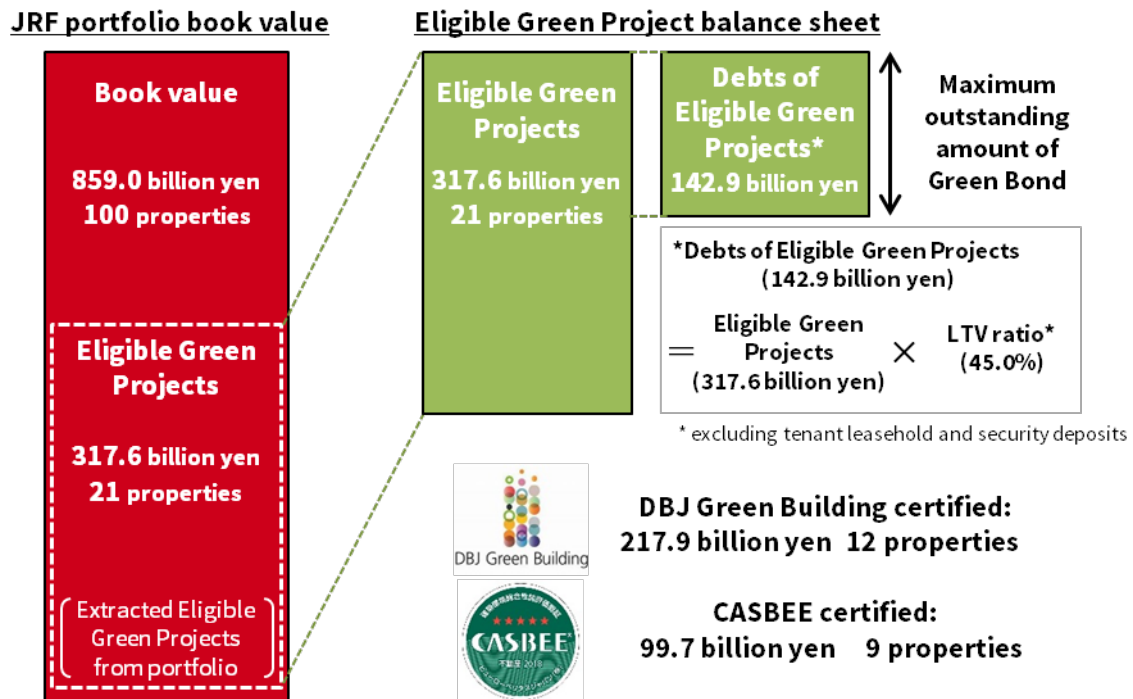 JRF portfolio book value
Book value
859.0 billion yen
100 properties
Eligible Green
Projects
317.6 billion yen
21 properties
Extracted Eligible
Green Projects
from portfolio
Eligible Green Project balance sheet
Eligible Green
Projects
317.6 billion yen
21 properties
Debts of
Eligible Green
Projects*
142.9 billion yen
Maximum
outstanding
amount of
Green Bond
*Debts of Eligible Green Projects
(142.9 billion yen)
=
Eligible Green
Projects
(317.6 billion yen)
×
LTV ratio*
(45.0%)
* excluding tenant leasehold and security deposits
DBJ Green Building
DBJ Green Building certified:
217.9 billion yen 12 properties
CASBEE
不動産 2018
CASBEE certified:
99.7 billion yen 9 properties